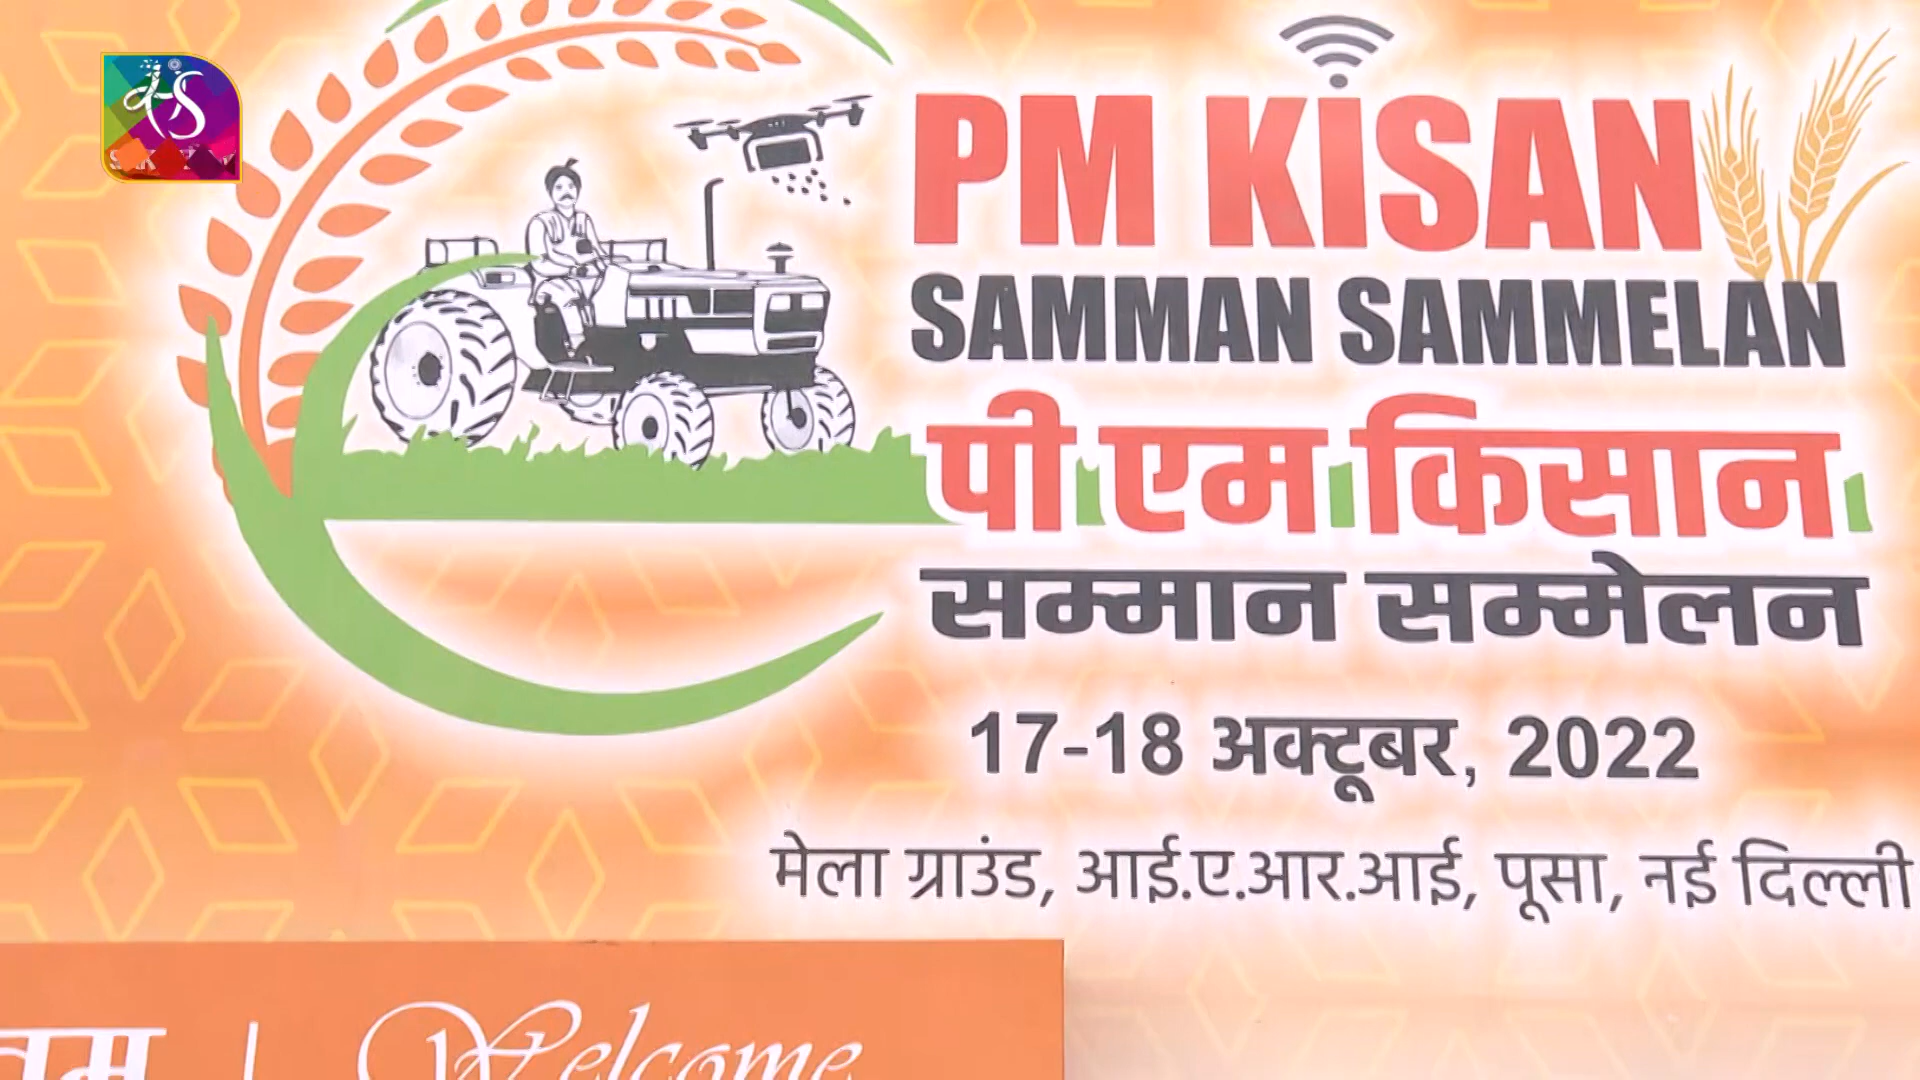 PM KISAN
SAMMAN SAMMELAN
पी एम किसान
सम्मान सम्मेलन
17-18 अक्टूबर, 2022
मेला ग्राउंड, आई.ए.आर.आई, पूसा, नई दिल्ली
Welcome